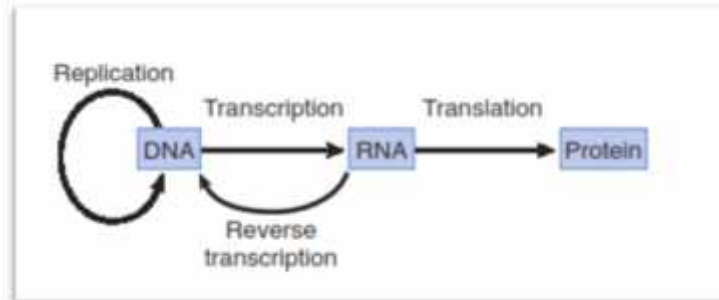 Replication
Transcription
Translation
DNA
RNA
Protein
Reverse
transcription